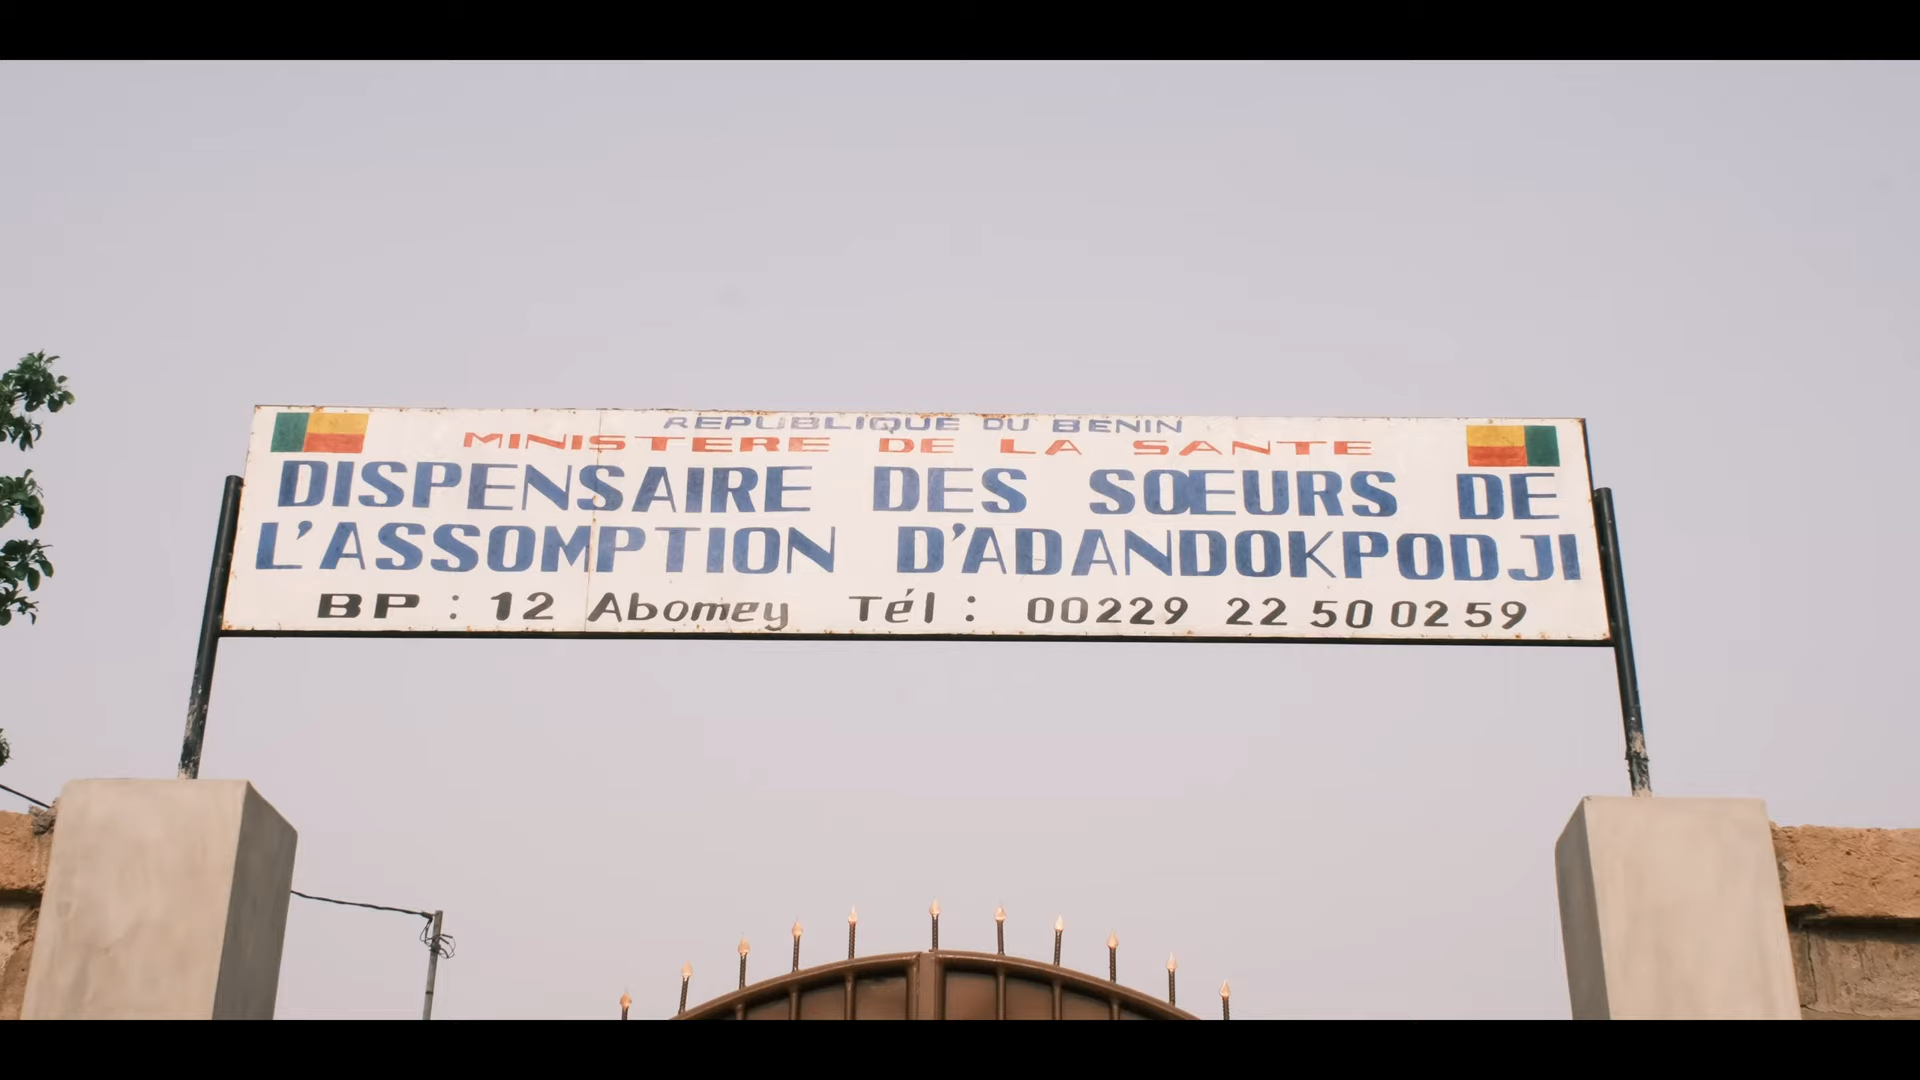 REPUBLIQUE DU BENIN
MINISTERE DE LA SANTE
DISPENSAIRE DES SŒURS DE
L'ASSOMPTION D'ADANDOKPODJI
BP : 12 Abomey Tél : 00229 22 50 02 59